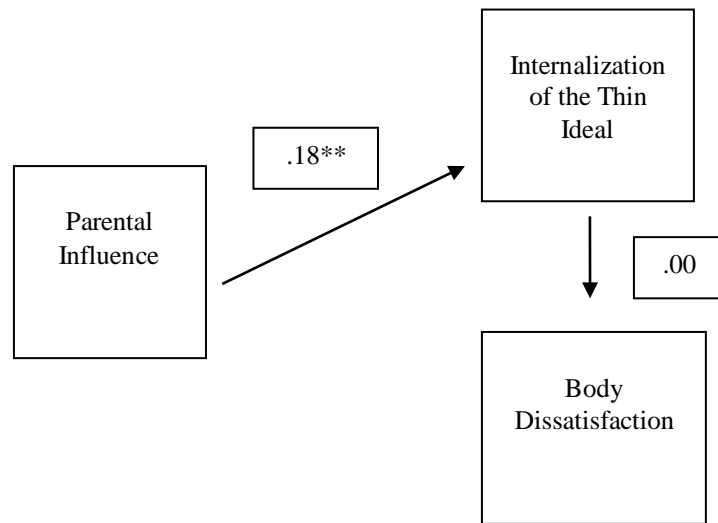 Internalization
of the Thin
Ideal
.18**
Parental
Influence
.00
Body
Dissatisfaction